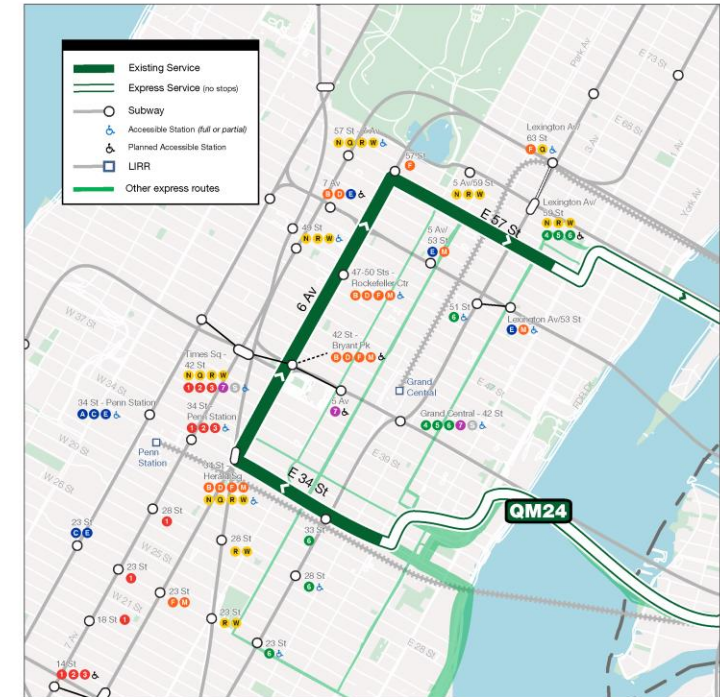 Existing Service
Express Service (no stops)
Subway
Accessible Station (full or partial)
Planned Accessible Station
LIRR
Other express routes
Park Av
E 73 St
E 68 St
3 Av
1 Av
York Av
Lexington Av/
63 St
F Q
57 St - 7 Av
N Q R W
57 St
F
5 Av/59 St
N R W
Lexington Av/
59 St
N R W
4 5 6
7 Av
B D E
E 57 St
49 St
N R W
5 Av/
53 St
E M
47-50 Sts -
Rockefeller Ctr
B D F M
6 Av
51 St
6
Lexington Av/53 St
E M
W 37 St
42 St -
Bryant Pk
B D F M
Times Sq -
42 St
N Q R W
1 2 3 7 S
FDR Dr
Grand
Central
W 34 St
34 St - Penn Station
A C E
34 St
Penn Station
1 2 3
5 Av
7
Grand Central - 42 St
4 5 6 7 S
W 29 St
Penn
Station
E 39 St
34 St
Herald Sq
B D F M
N Q R W
E 34 St
W 26 St
QM24
28 St
1
23 St
C E
33 St
6
28 St
R W
W 25 St
23 St
1
28 St
6
23 St
F M
W 21 St
18 St 1
23 St
R W
7 Av
23 St
6
E 28 St
14 St
1 2 3